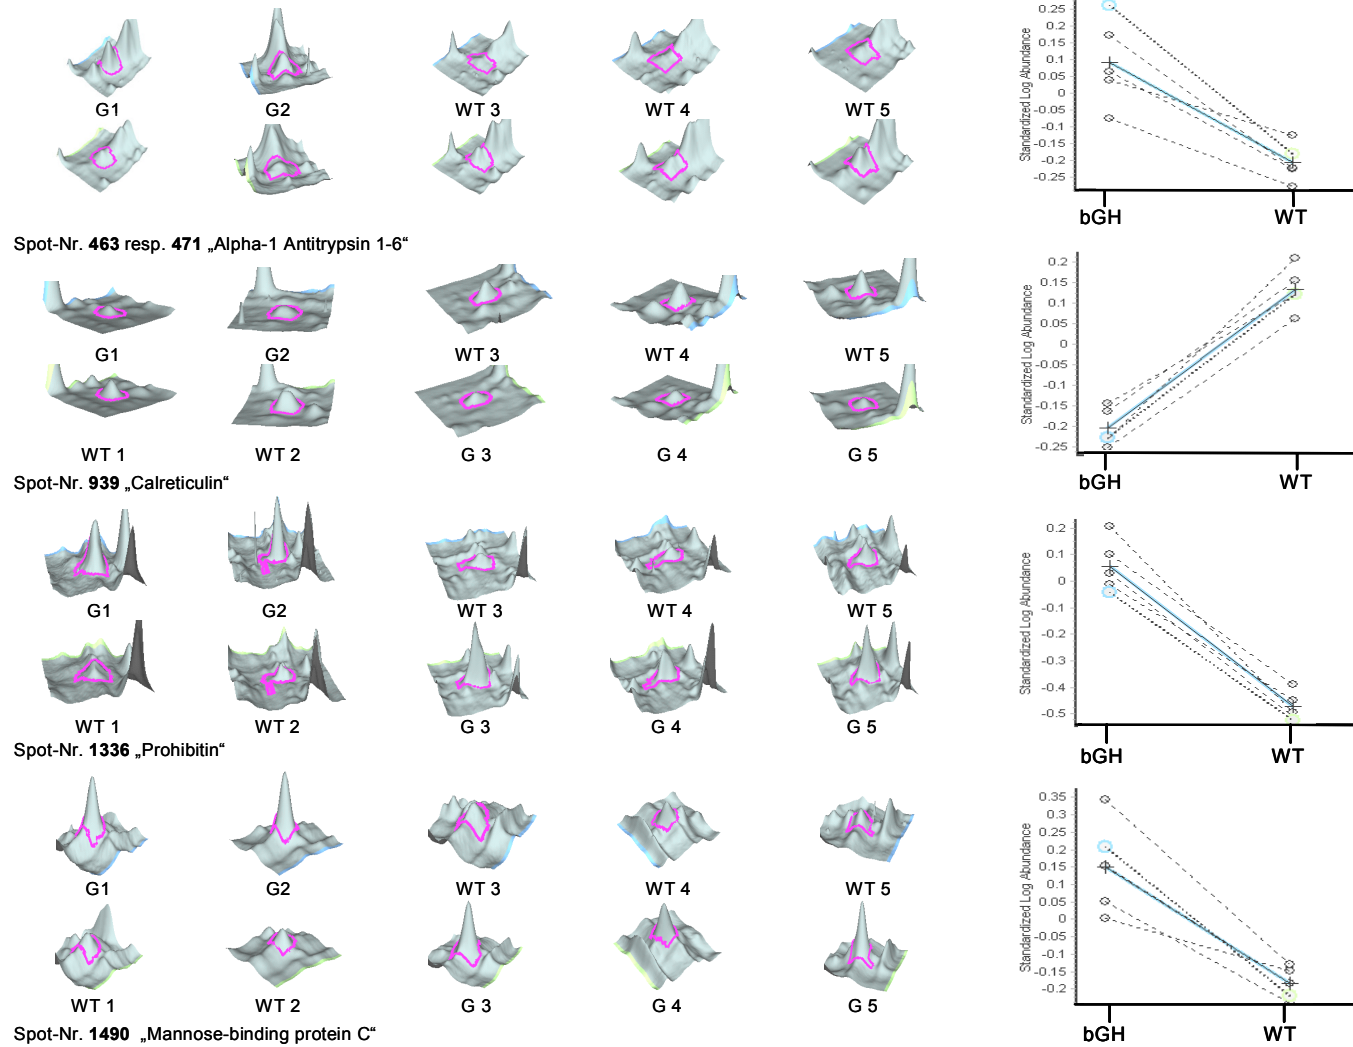 G1 G2 WT 3 WT 4 WT 5
Spot-Nr. 463 resp. 471 „Alpha-1 Antitrypsin 1-6“
Standardized Log Abundance
0.25
0.2
0.15
0.1
0.05
0
-0.05
-0.1
-0.15
-0.2
-0.25
bGH WT
G1 G2 WT 3 WT 4 WT 5
WT 1 WT 2 G 3 G 4 G 5
Spot-Nr. 939 „Calreticulin“
Standardized Log Abundance
0.2
0.15
0.1
0.05
0
-0.05
-0.1
-0.15
-0.2
-0.25
bGH WT
G1 G2 WT 3 WT 4 WT 5
WT 1 WT 2 G 3 G 4 G 5
Spot-Nr. 1336 „Prohibitin“
Standardized Log Abundance
0.2
0.1
0
-0.1
-0.2
-0.3
-0.4
-0.5
bGH WT
G1 G2 WT 3 WT 4 WT 5
WT 1 WT 2 G 3 G 4 G 5
Spot-Nr. 1490 „Mannose-binding protein C“
Standardized Log Abundance
0.35
0.3
0.25
0.2
0.15
0.1
0.05
0
-0.05
-0.1
-0.15
-0.2
bGH WT